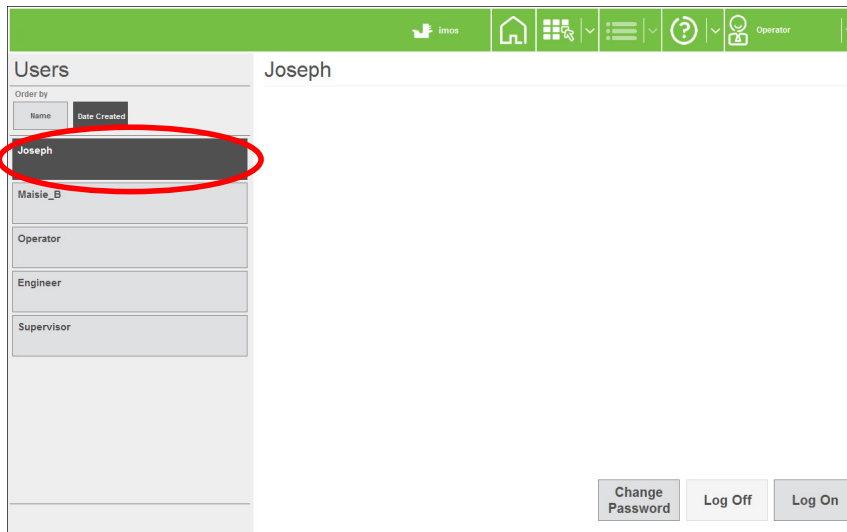 imos
Operator
Users
Joseph
Order by
Name
Date Created
Joseph
Maisie_B
Operator
Engineer
Supervisor
Change
Password
Log Off
Log On